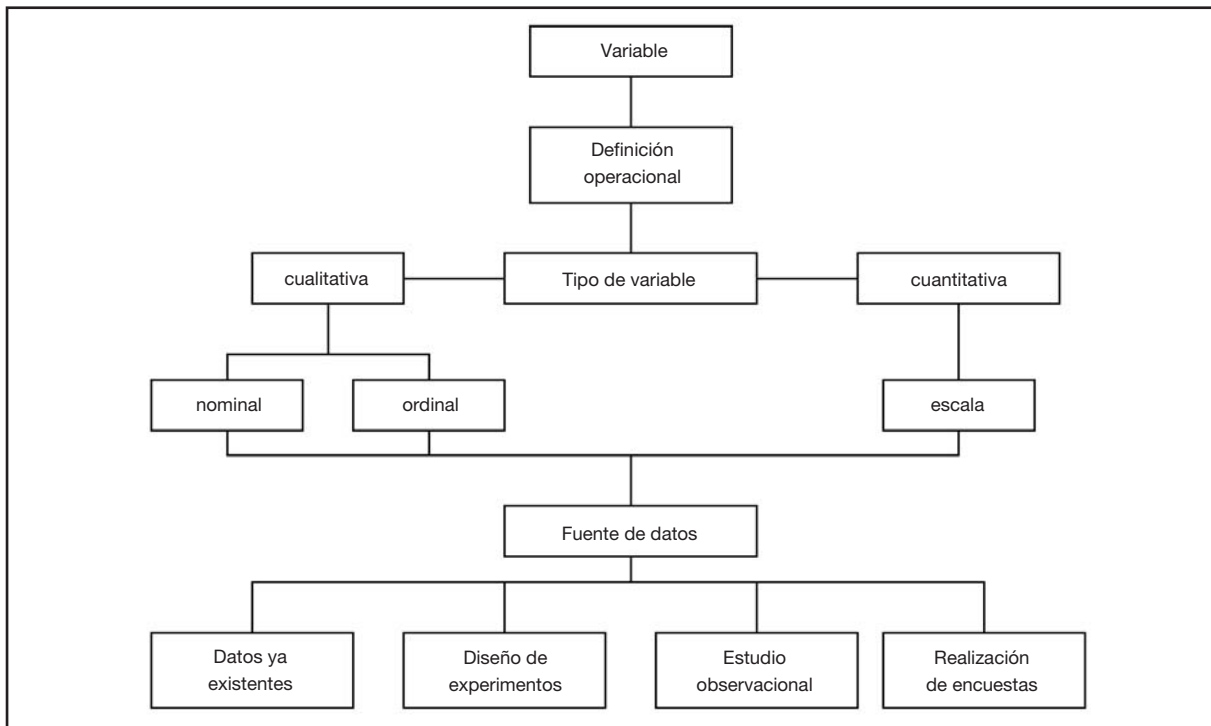 Variable
Definición
operacional
cualitativa
Tipo de variable
cuantitativa
nominal
ordinal
escala
Fuente de datos
Datos ya
existentes
Diseño de
experimentos
Estudio
observacional
Realización
de encuestas